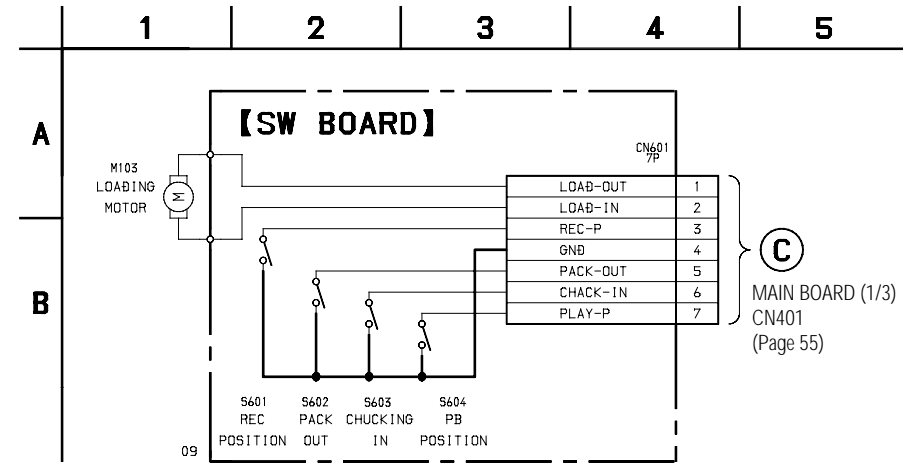 1 2 3 4 5
A
B
【SW BOARD】
CN601
7P
M103
LOADING
MOTOR
M
LOAD-OUT 1
LOAD-IN 2
REC-P 3
GND 4
PACK-OUT 5
CHACK-IN 6
PLAY-P 7
C
MAIN BOARD (1/3)
CN401
(Page 55)
S601 S602 S603 S604
REC PACK CHUCKING PB
POSITION OUT IN POSITION
09